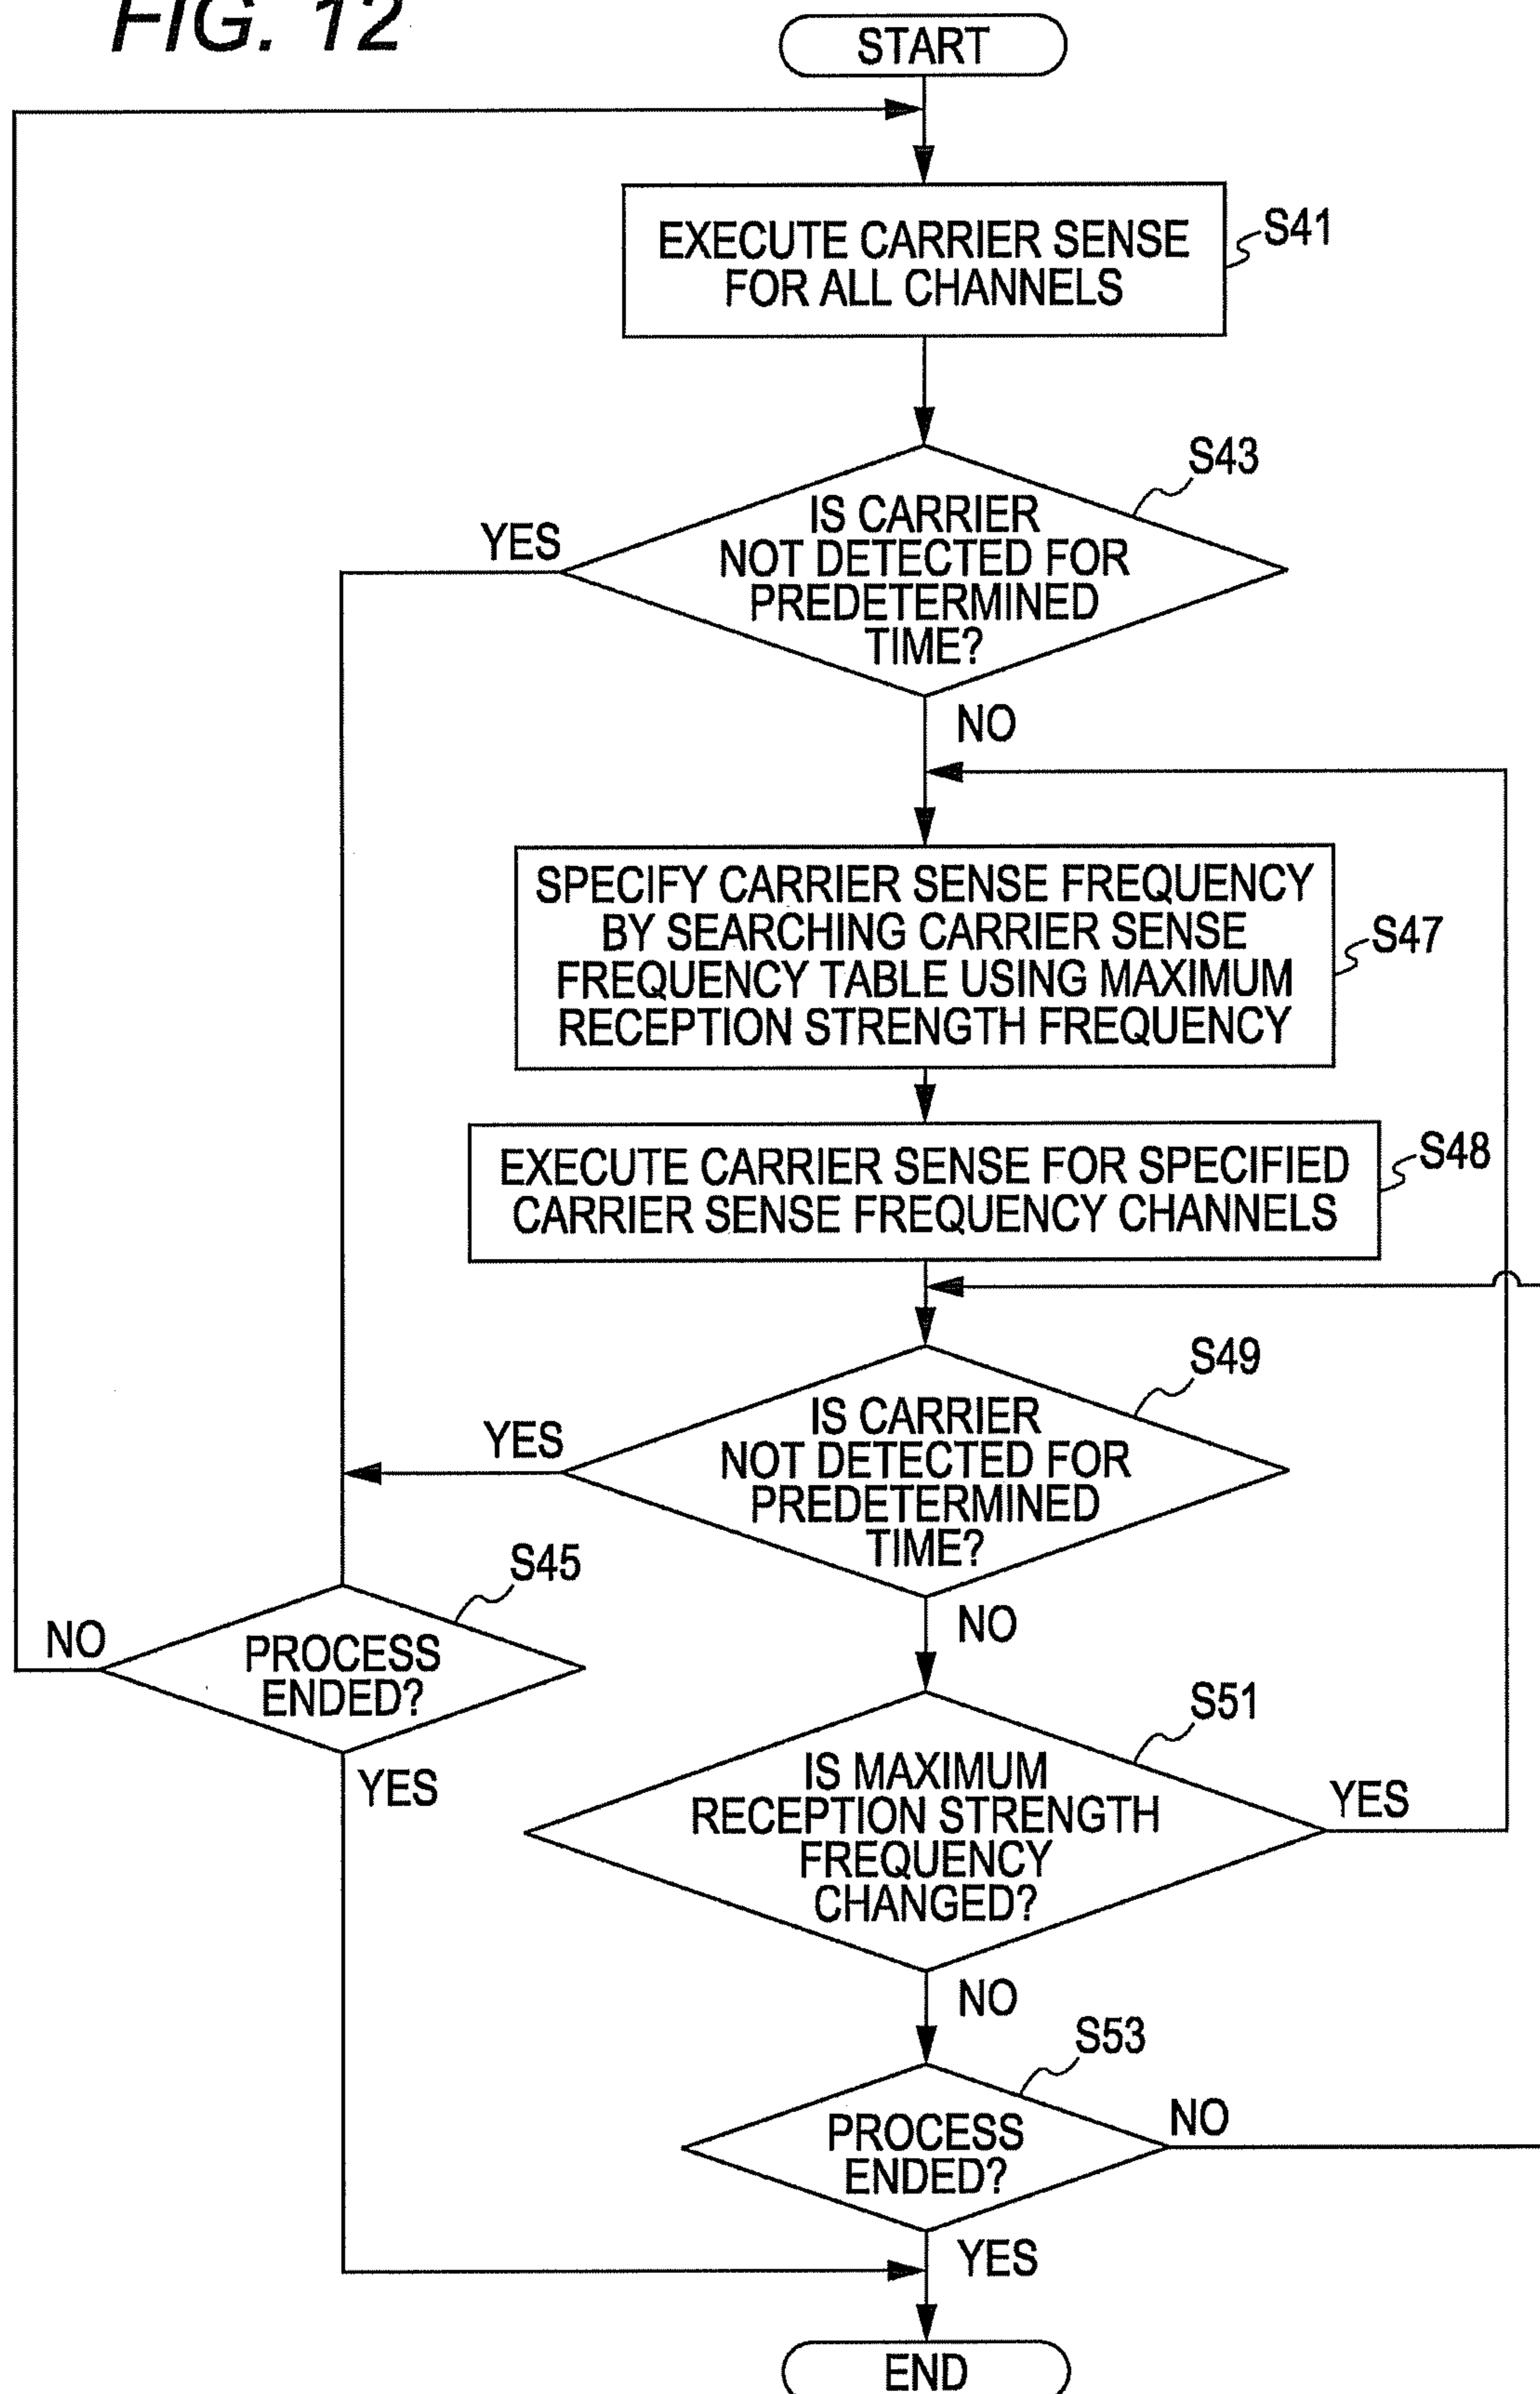 FIG. 12
START
EXECUTE CARRIER SENSE
FOR ALL CHANNELS
S41
S43
IS CARRIER
NOT DETECTED FOR
PREDETERMINED
TIME?
YES
NO
SPECIFY CARRIER SENSE FREQUENCY
BY SEARCHING CARRIER SENSE
FREQUENCY TABLE USING MAXIMUM
RECEPTION STRENGTH FREQUENCY
S47
EXECUTE CARRIER SENSE FOR SPECIFIED
CARRIER SENSE FREQUENCY CHANNELS
S48
S49
IS CARRIER
NOT DETECTED FOR
PREDETERMINED
TIME?
YES
NO
S45
PROCESS
ENDED?
NO
YES
S51
IS MAXIMUM
RECEPTION STRENGTH
FREQUENCY
CHANGED?
YES
NO
S53
PROCESS
ENDED?
NO
YES
END